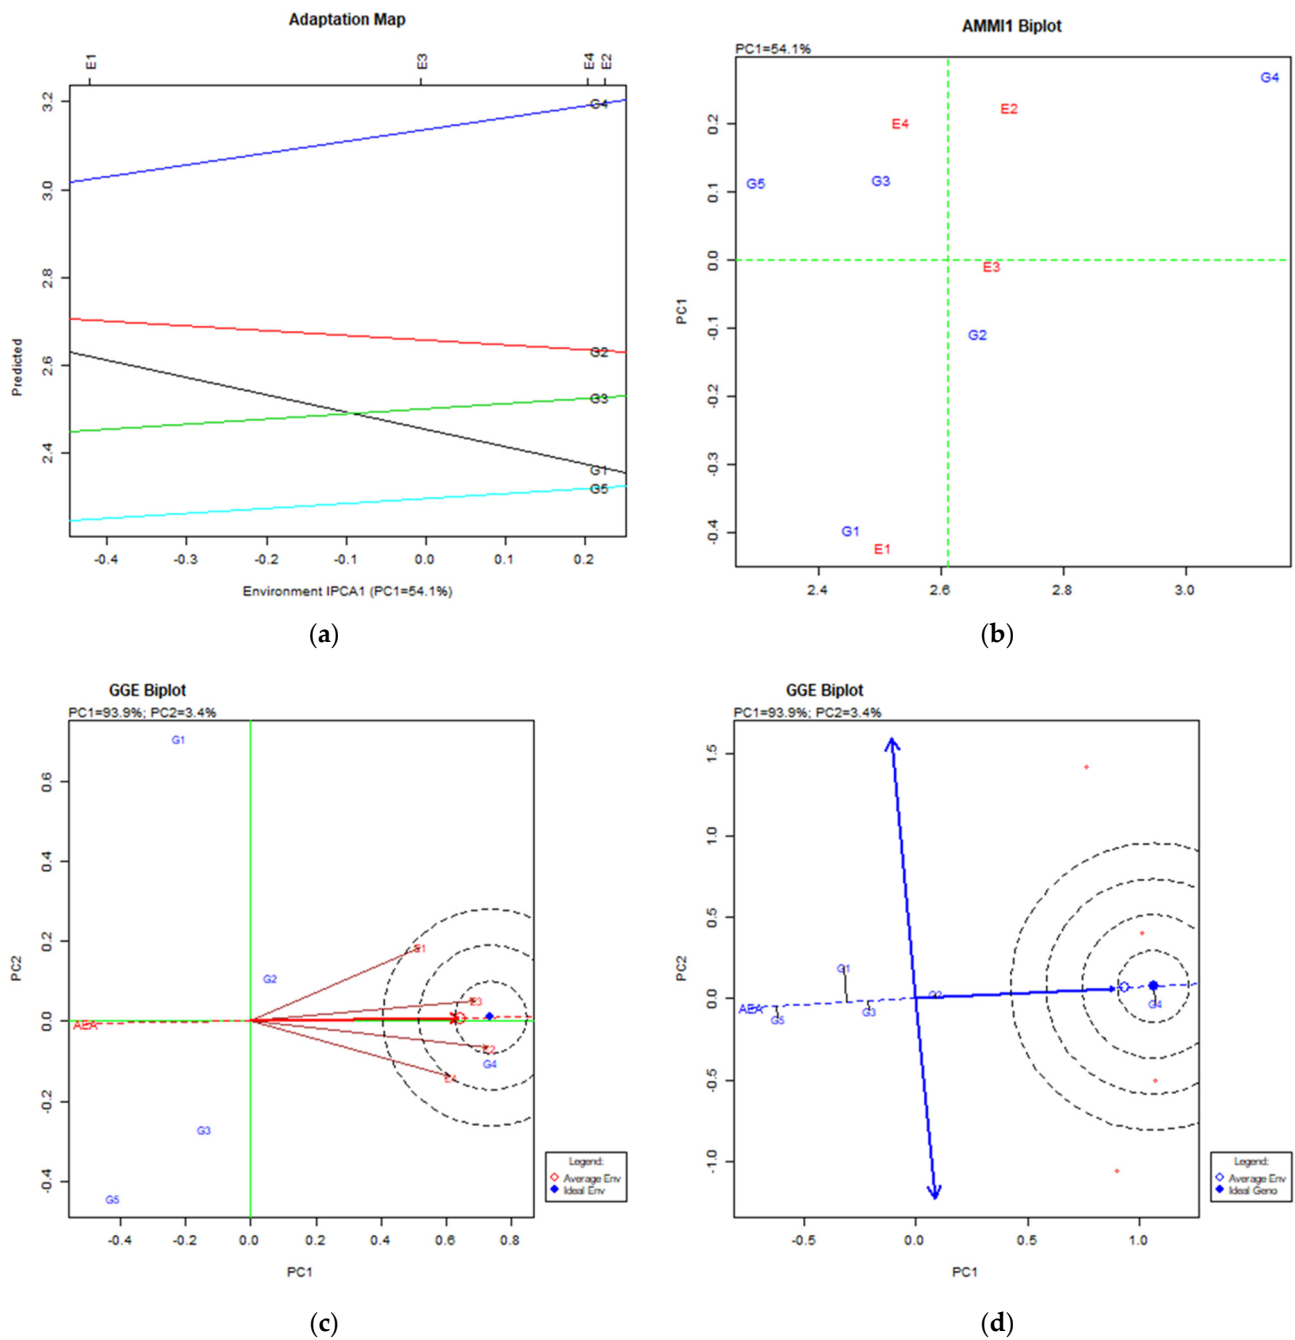 Adaptation Map
E1
E3
E4
E2
3.2
3.0
2.8
2.6
2.4
Predicted
G4
G2
G3
G1
G5
-0.4
-0.3
-0.2
-0.1
0.0
0.1
0.2
Environment IPCA1 (PC1=54.1%)
(a)
AMMI1 Biplot
PC1=54.1%
G4
E2
E4
G3
G5
E3
G2
G1
E1
0.2
0.1
0.0
-0.1
-0.2
-0.3
-0.4
PC1
2.4
2.6
2.8
3.0
(b)
GGE Biplot
PC1=93.9%; PC2=3.4%
G1
G2
E1
E3
AEA
E2
G4
E4
G3
G5
0.6
0.4
0.2
0.0
-0.2
-0.4
PC2
-0.4
-0.2
0.0
0.2
0.4
0.6
0.8
PC1
Legend:
Average Env
Ideal Env
(c)
GGE Biplot
PC1=93.9%; PC2=3.4%
G1
G2
AEA
G5
G3
G4
1.5
1.0
0.5
0.0
-0.5
-1.0
PC2
-0.5
0.0
0.5
1.0
PC1
Legend:
Average Env
Ideal Geno
(d)